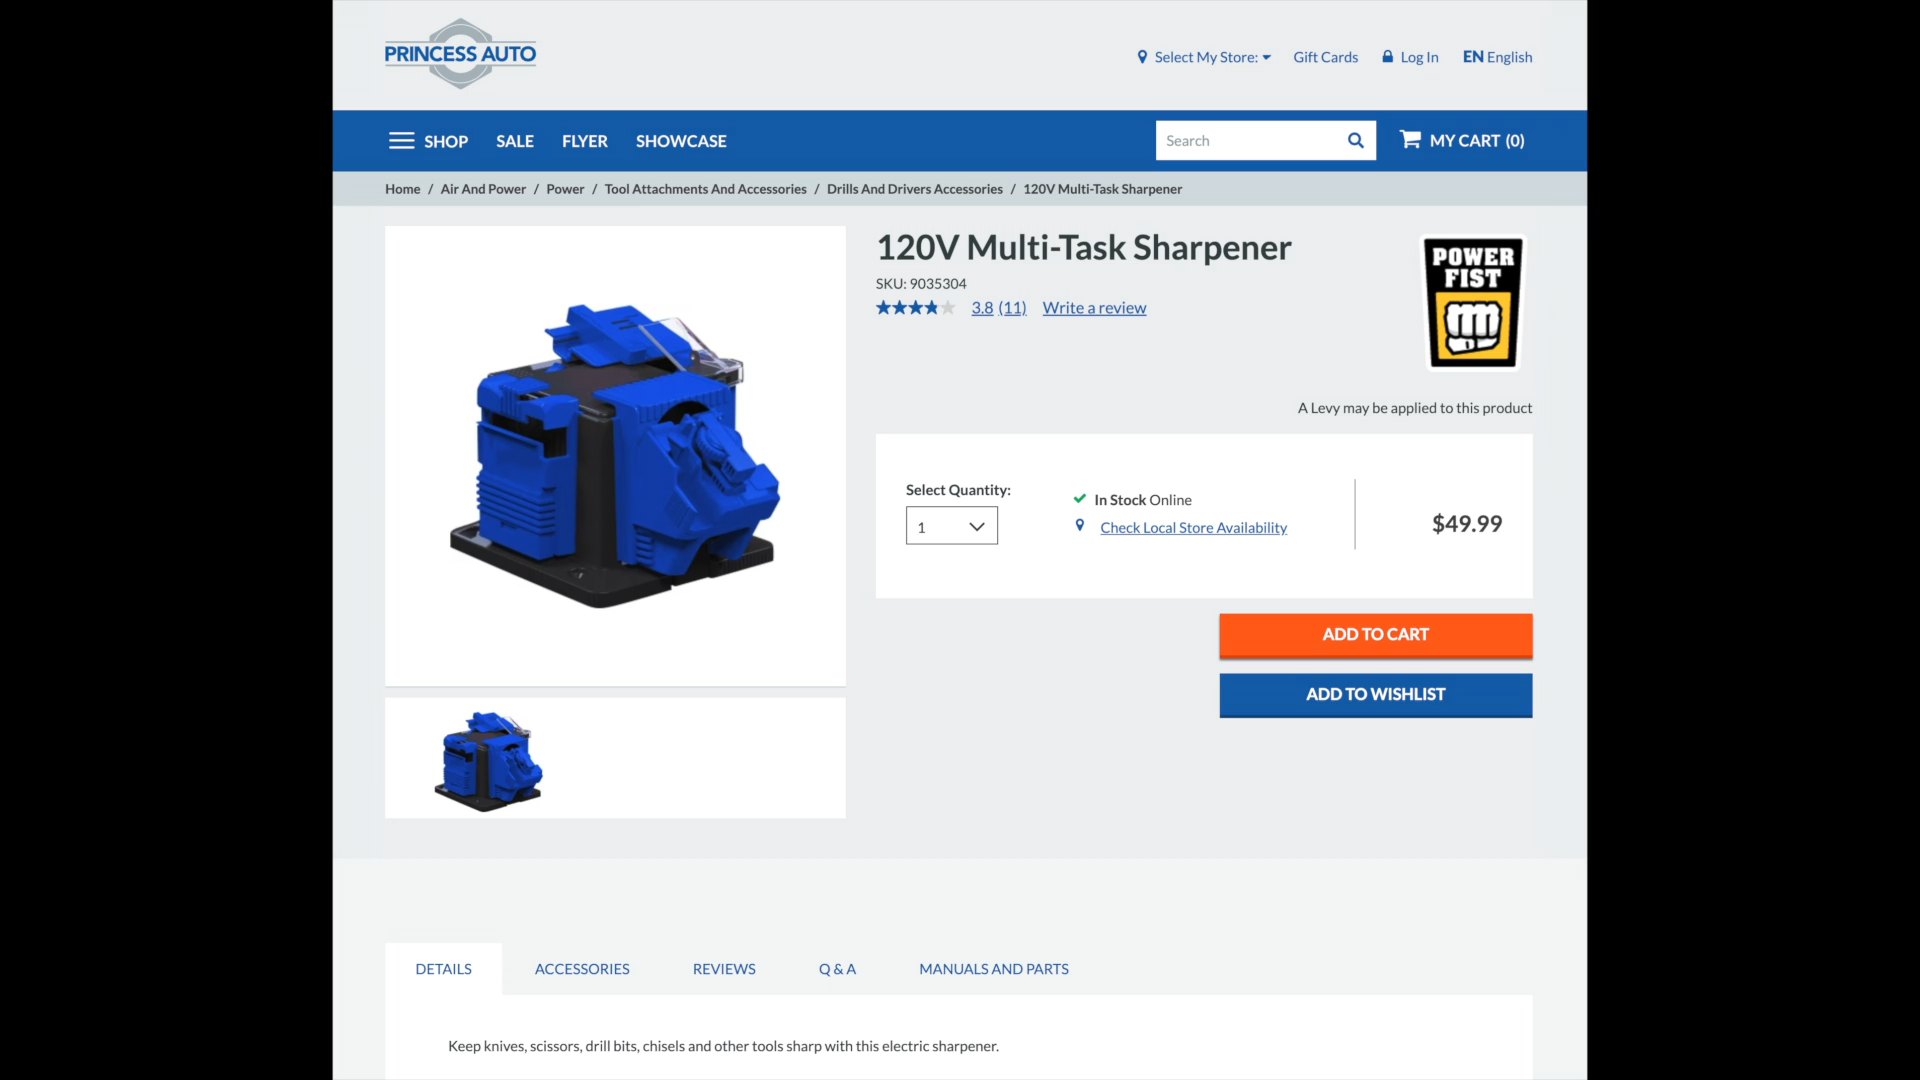 PRINCESS AUTO
Select My Store:
Gift Cards
Log In
EN English
SHOP
SALE
FLYER
SHOWCASE
Search
MY CART (0)
Home / Air And Power / Power / Tool Attachments And Accessories / Drills And Drivers Accessories / 120V Multi-Task Sharpener
120V Multi-Task Sharpener
SKU: 9035304
3.8 (11) Write a review
POWER
FIST
A Levy may be applied to this product
Select Quantity:
1
In Stock Online
Check Local Store Availability
$49.99
ADD TO CART
ADD TO WISHLIST
DETAILS
ACCESSORIES
REVIEWS
Q & A
MANUALS AND PARTS
Keep knives, scissors, drill bits, chisels and other tools sharp with this electric sharpener.